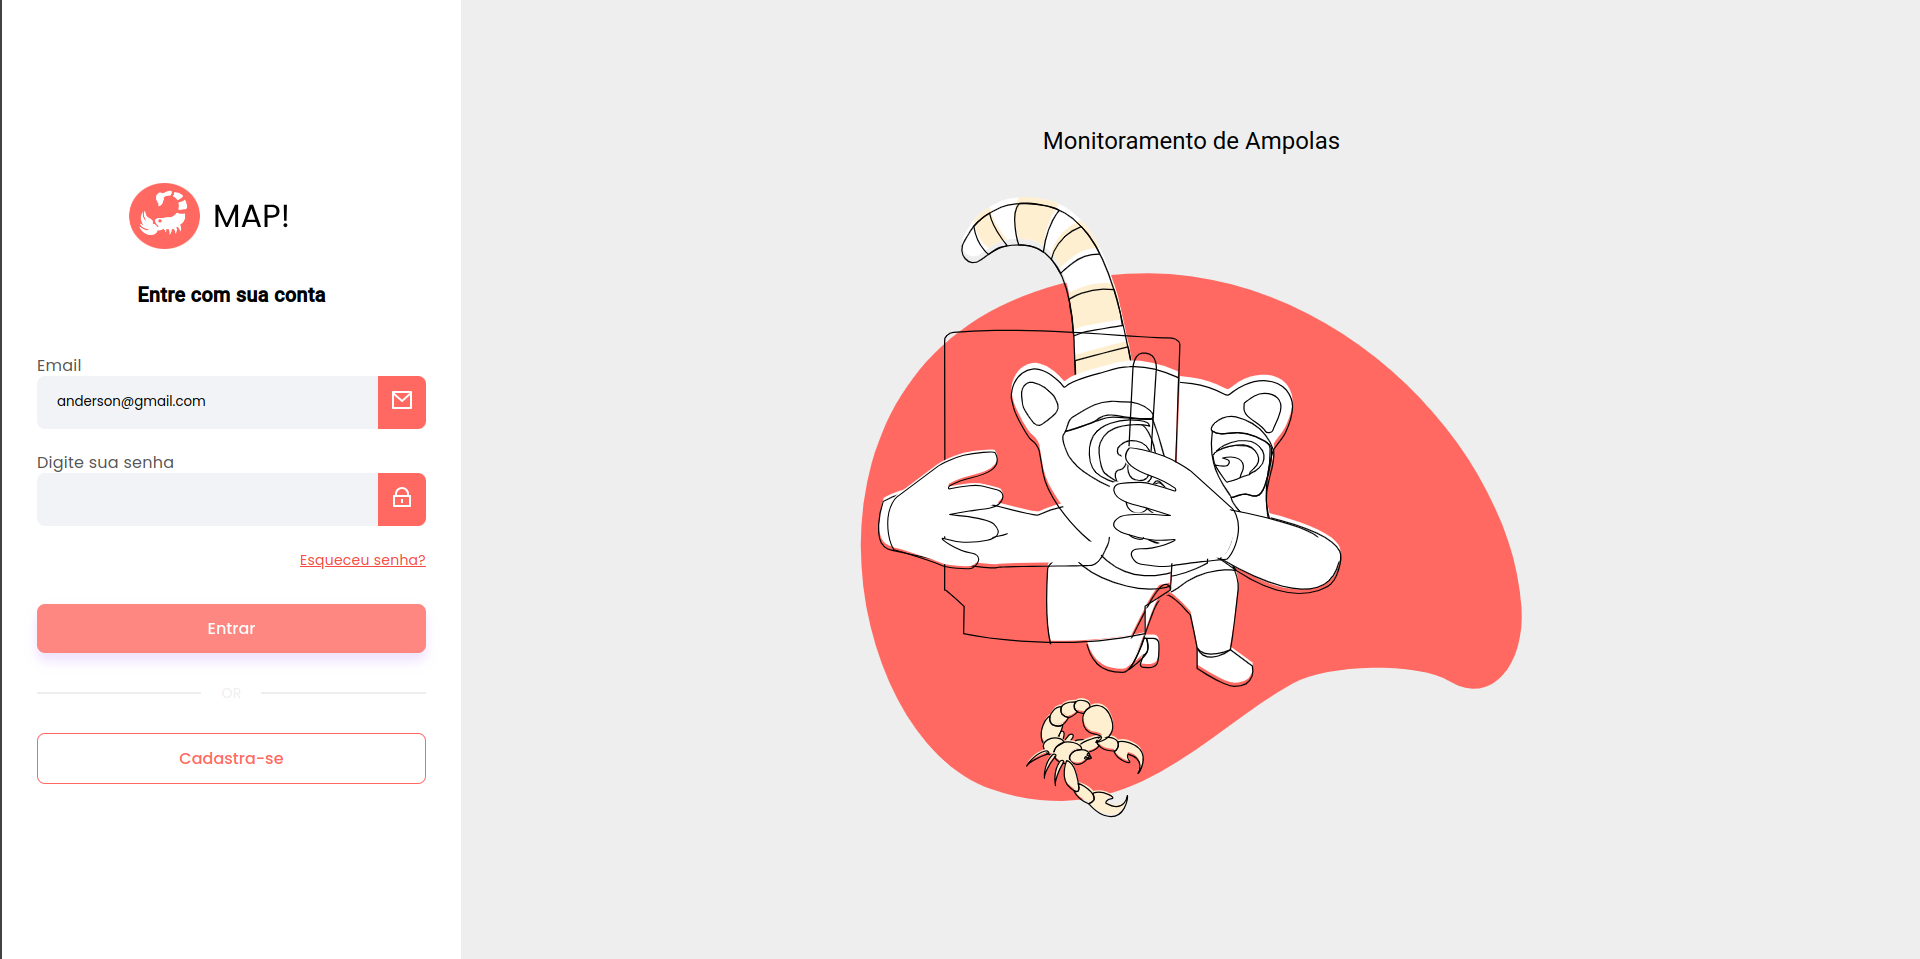 MAP!
Entre com sua conta
Email
anderson@gmail.com
Digite sua senha
Esqueceu senha?
Entrar
OR
Cadastra-se
Monitoramento de Ampolas